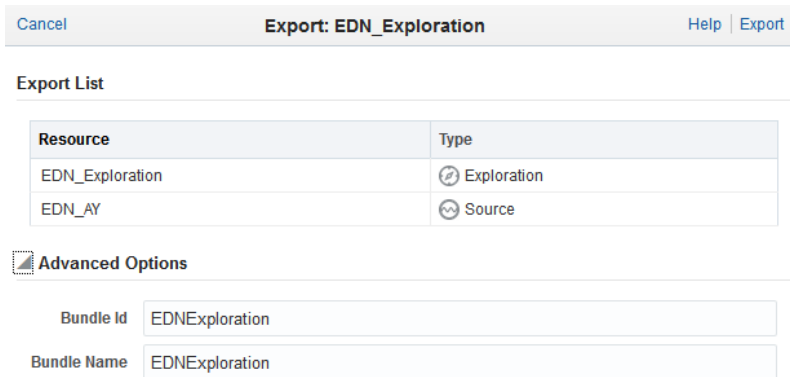 Cancel Export: EDN_Exploration Help Export
Export List
Resource Type
EDN_Exploration Exploration
EDN_AY Source
Advanced Options
Bundle Id EDNExploration
Bundle Name EDNExploration